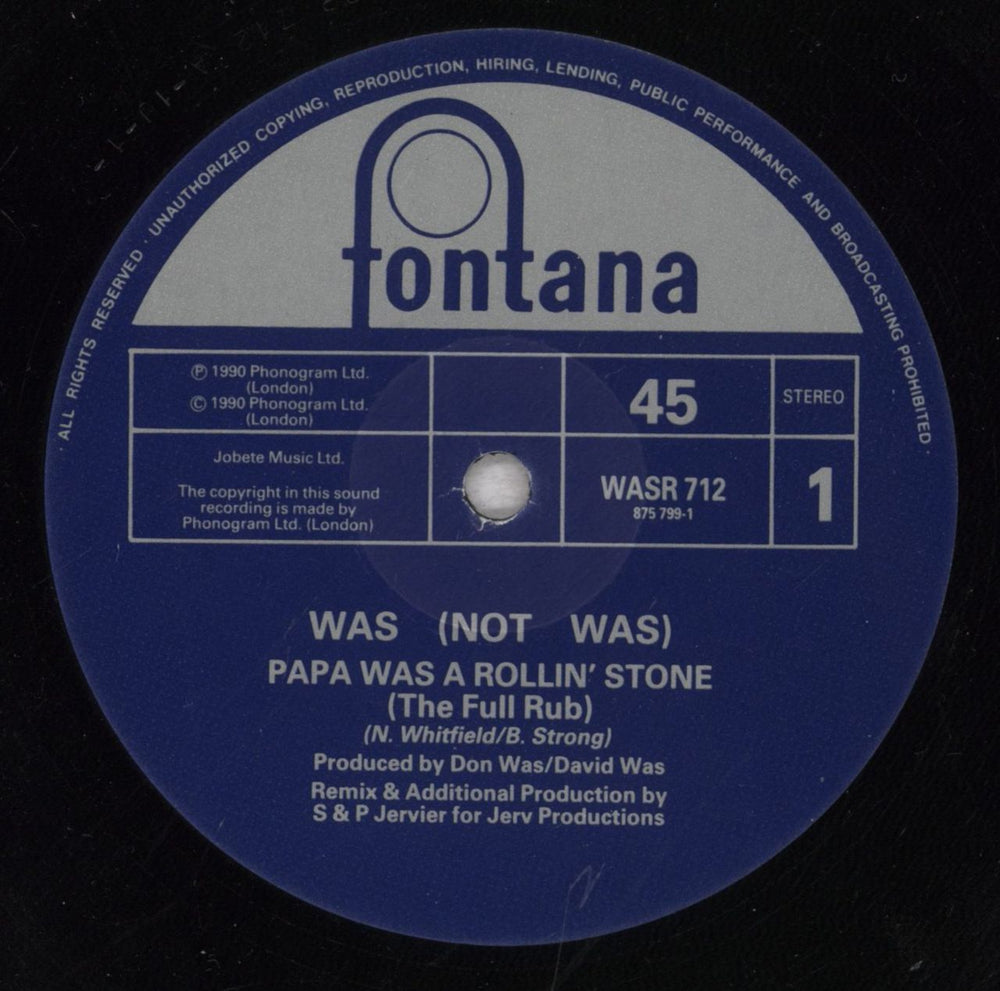 ALL RIGHTS RESERVED · UNAUTHORIZED COPYING, REPRODUCTION, HIRING, LENDING, PUBLIC PERFORMANCE AND BROADCASTING PROHIBITED
fontana
℗ 1990 Phonogram Ltd.
(London)
© 1990 Phonogram Ltd.
(London)
45
STEREO
Jobete Music Ltd.
The copyright in this sound
recording is made by
Phonogram Ltd. (London)
WASR 712
875 799-1
1
WAS (NOT WAS)
PAPA WAS A ROLLIN' STONE
(The Full Rub)
(N. Whitfield/B. Strong)
Produced by Don Was/David Was
Remix & Additional Production by
S & P Jervier for Jerv Productions